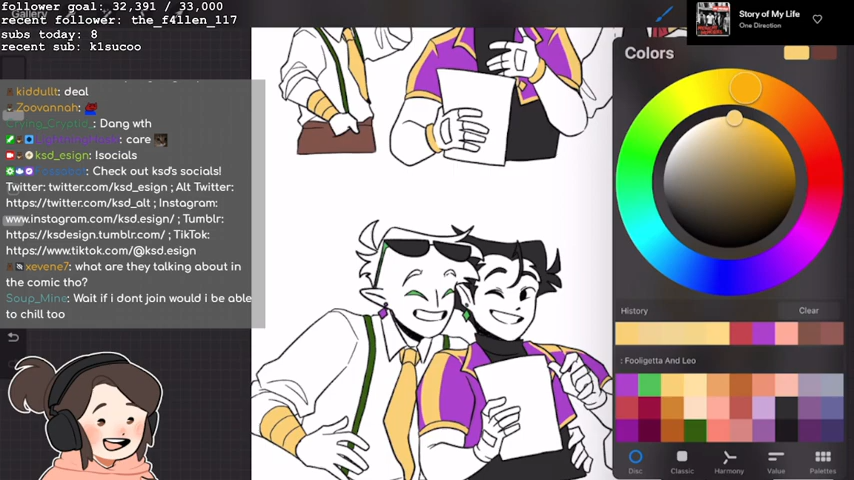 follower goal: 32,391 / 33,000
recent follower: the_f4llen_117
subs today: 8
recent sub: k1sucoo
Story of My Life
One Direction
Colors
kiddullt: deal
Zoovannah:
Crying_Cryptid_: Dang wth
: care
ksd_esign: !socials
: Check out ksd's socials!
Twitter: twitter.com/ksd_esign ; Alt Twitter:
https://twitter.com/ksd_alt ; Instagram:
www.instagram.com/ksd.esign/ ; Tumblr:
https://ksdesign.tumblr.com/ ; TikTok:
https://www.tiktok.com/@ksd.esign
xevene7: what are they talking about in
the comic tho?
Soup_Mine: Wait if i dont join would i be able
to chill too
History
Clear
: Fooligetta And Leo
Disc
Classic
Harmony
Value
Palettes